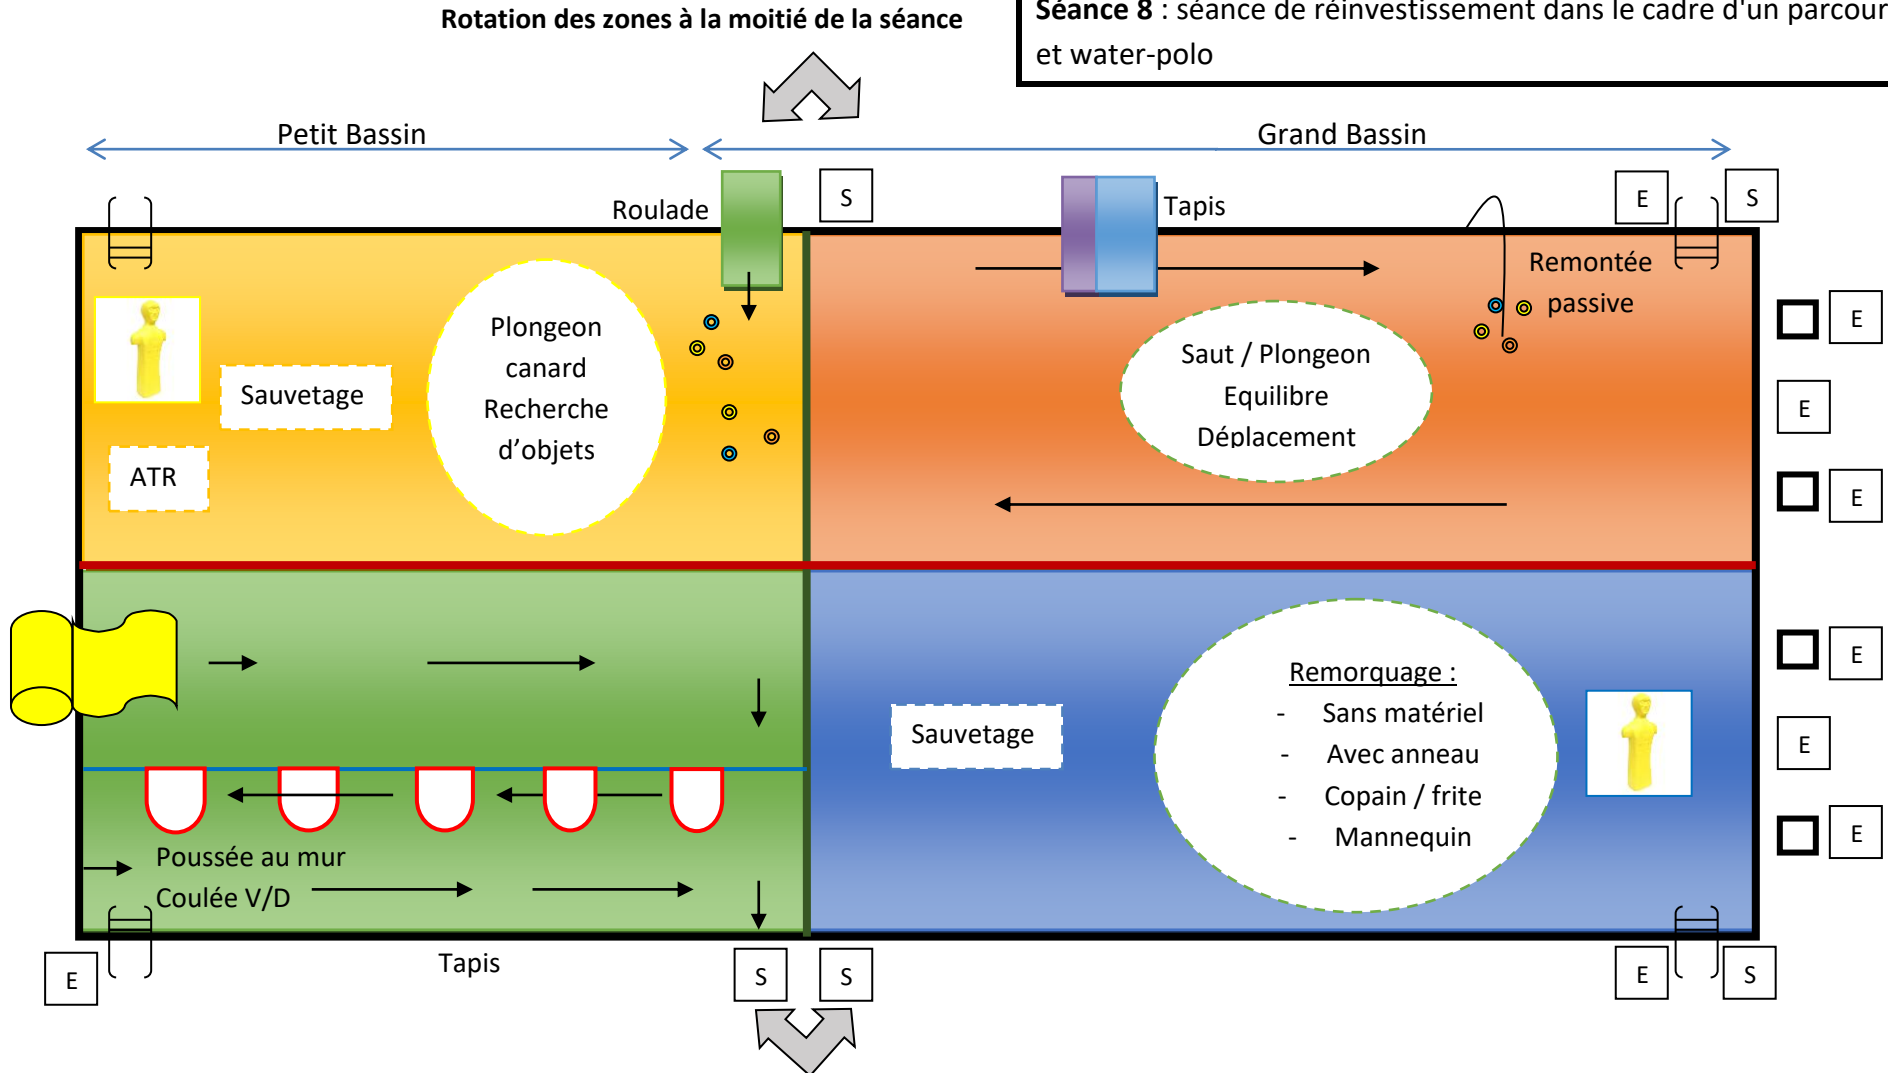 Rotation des zones à la moitié de la séance
Séance 8 : séance de réinvestissement dans le cadre d'un parcour
et water-polo
Petit Bassin
Grand Bassin
Roulade
S
Tapis
E
S
Remontée
passive
Plongeon
canard
Recherche
d'objets
Sauvetage
ATR
Saut / Plongeon
Equilibre
Déplacement
E
E
E
Remorquage :
- Sans matériel
- Avec anneau
- Copain / frite
- Mannequin
Sauvetage
E
E
E
Poussée au mur
Coulée V/D
E
Tapis
S
S
E
S